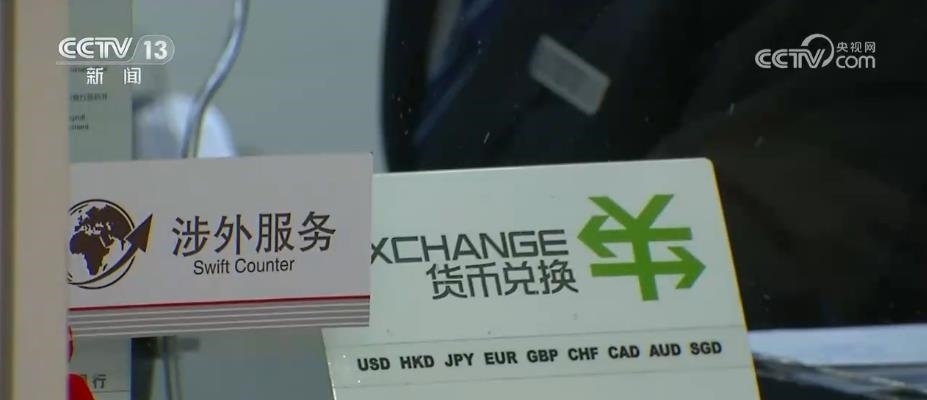 CCTV 13
新闻
央视网
CCTV.com
涉外服务
Swift Counter
XCHANGE
货币兑换
USD HKD JPY EUR GBP CHF CAD AUD SGD
行